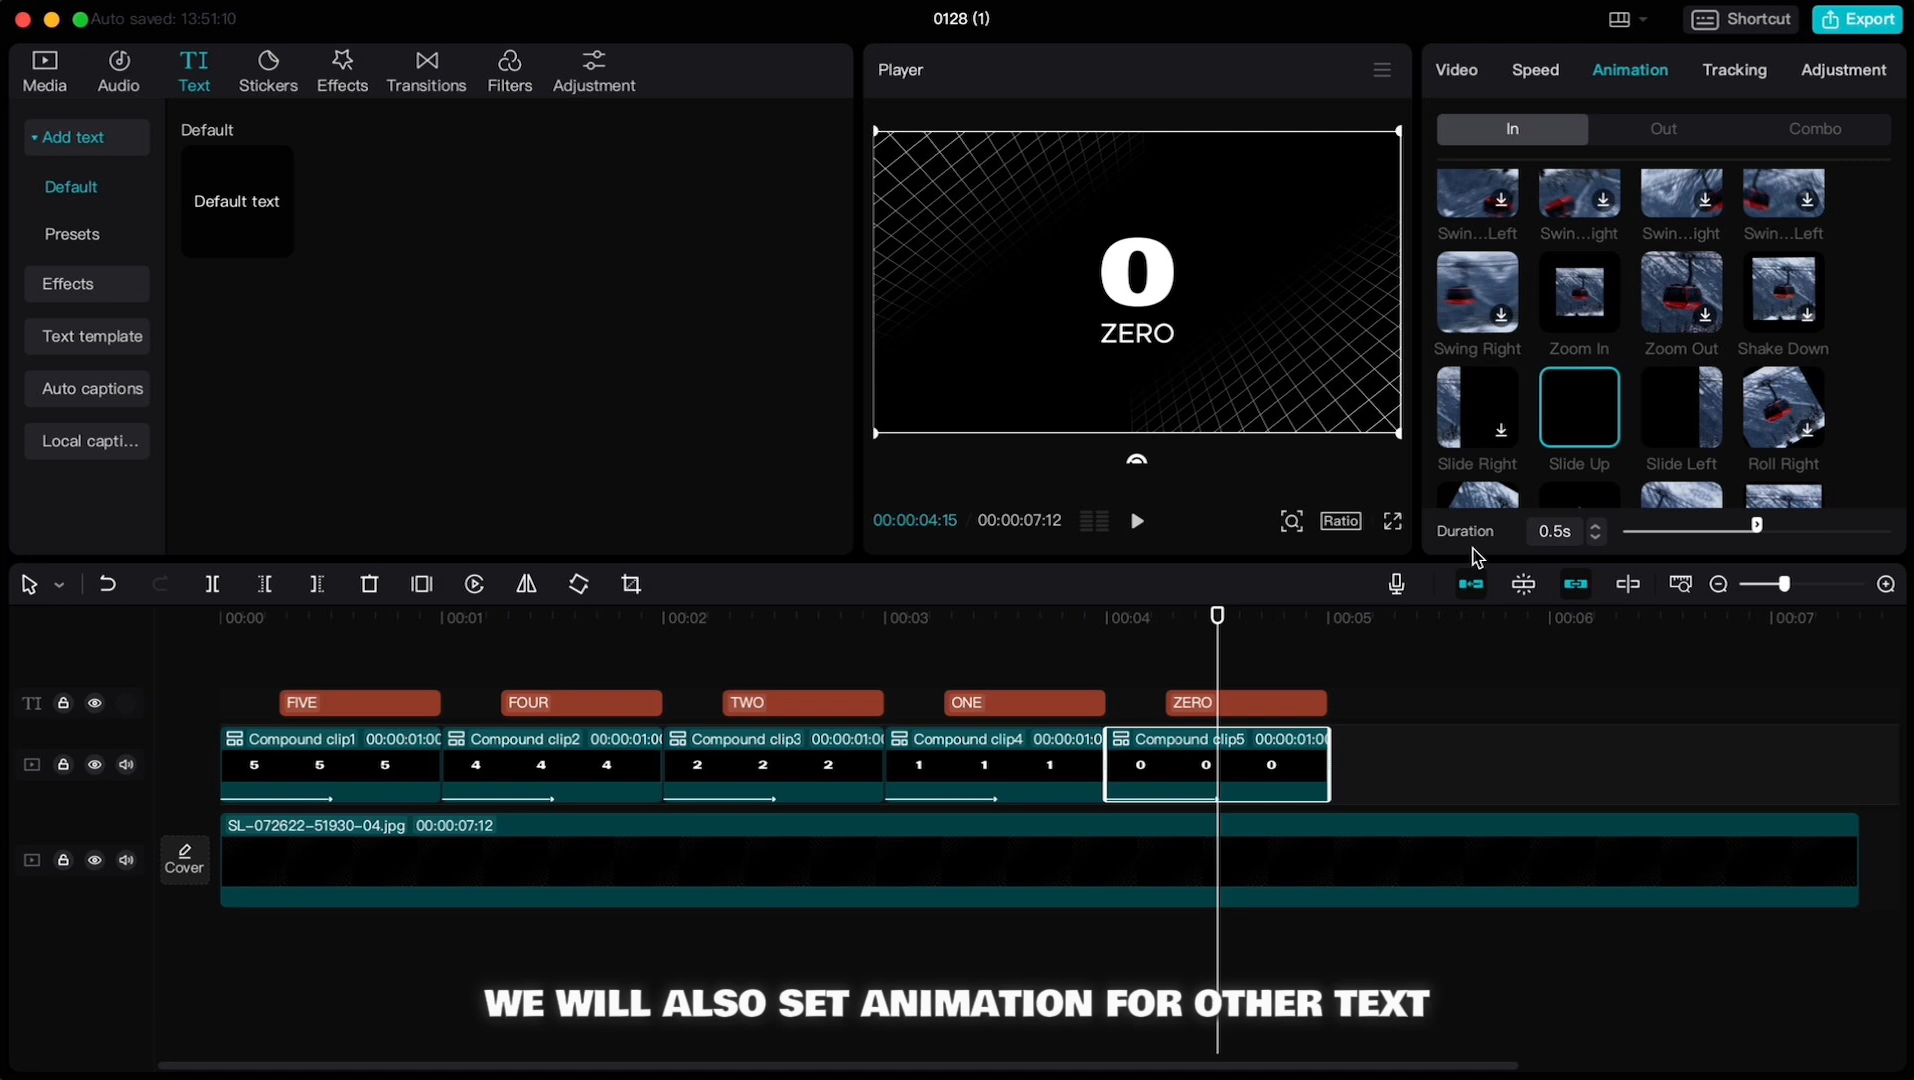 Auto saved: 13:51:10
0128 (1)
Shortcut
Export
Media
Audio
TI
Text
Stickers
Effects
Transitions
Filters
Adjustment
Add text
Default
Presets
Effects
Text template
Auto captions
Local capti...
Default
Default text
Player
0
ZERO
00:00:04:15 / 00:00:07:12
Ratio
Video
Speed
Animation
Tracking
Adjustment
In
Out
Combo
Swin...Left
Swin...ight
Swin...ight
Swin...Left
Swing Right
Zoom In
Zoom Out
Shake Down
Slide Right
Slide Up
Slide Left
Roll Right
Duration
0.5s
00:00
00:01
00:02
00:03
00:04
00:05
00:06
00:07
TI
FIVE
FOUR
TWO
ONE
ZERO
Compound clip1 00:00:01:00
Compound clip2 00:00:01:00
Compound clip3 00:00:01:00
Compound clip4 00:00:01:0
Compound clip5 00:00:01:00
5 5 5
4 4 4
2 2 2
1 1 1
0 0 0
SL-072622-51930-04.jpg 00:00:07:12
Cover
WE WILL ALSO SET ANIMATION FOR OTHER TEXT